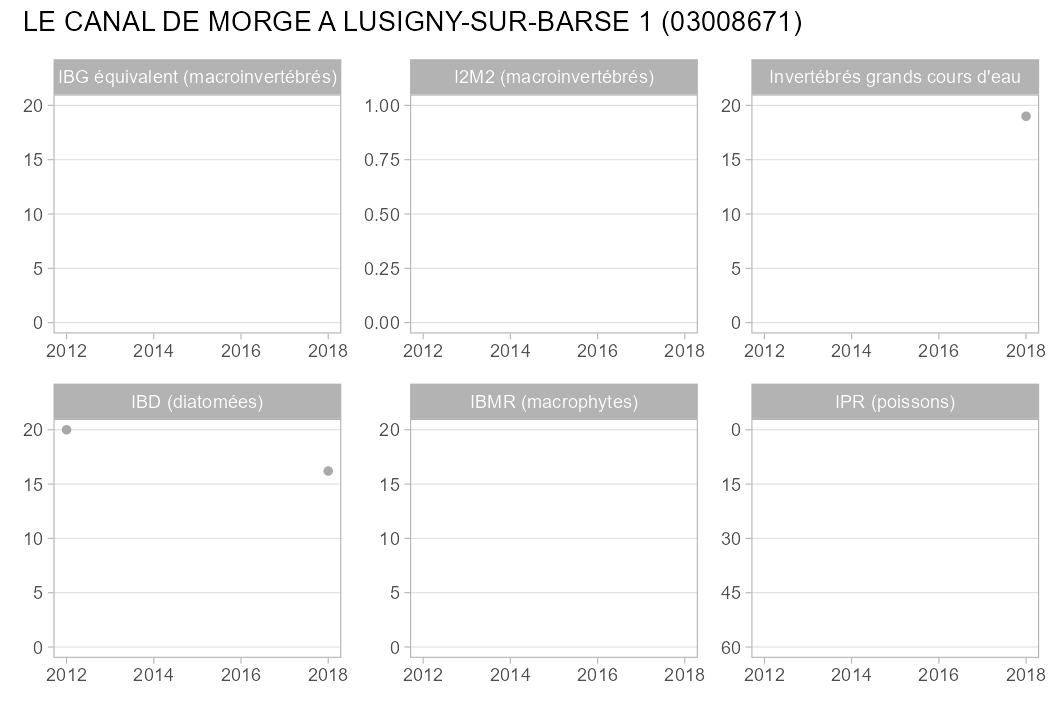 LE CANAL DE MORGE A LUSIGNY-SUR-BARSE 1 (03008671)
IBG équivalent (macroinvertébrés)
20
15
10
5
0
2012 2014 2016 2018
I2M2 (macroinvertébrés)
1.00
0.75
0.50
0.25
0.00
2012 2014 2016 2018
Invertébrés grands cours d'eau
20
15
10
5
0
2012 2014 2016 2018
IBD (diatomées)
20
15
10
5
0
2012 2014 2016 2018
IBMR (macrophytes)
20
15
10
5
0
2012 2014 2016 2018
IPR (poissons)
0
15
30
45
60
2012 2014 2016 2018